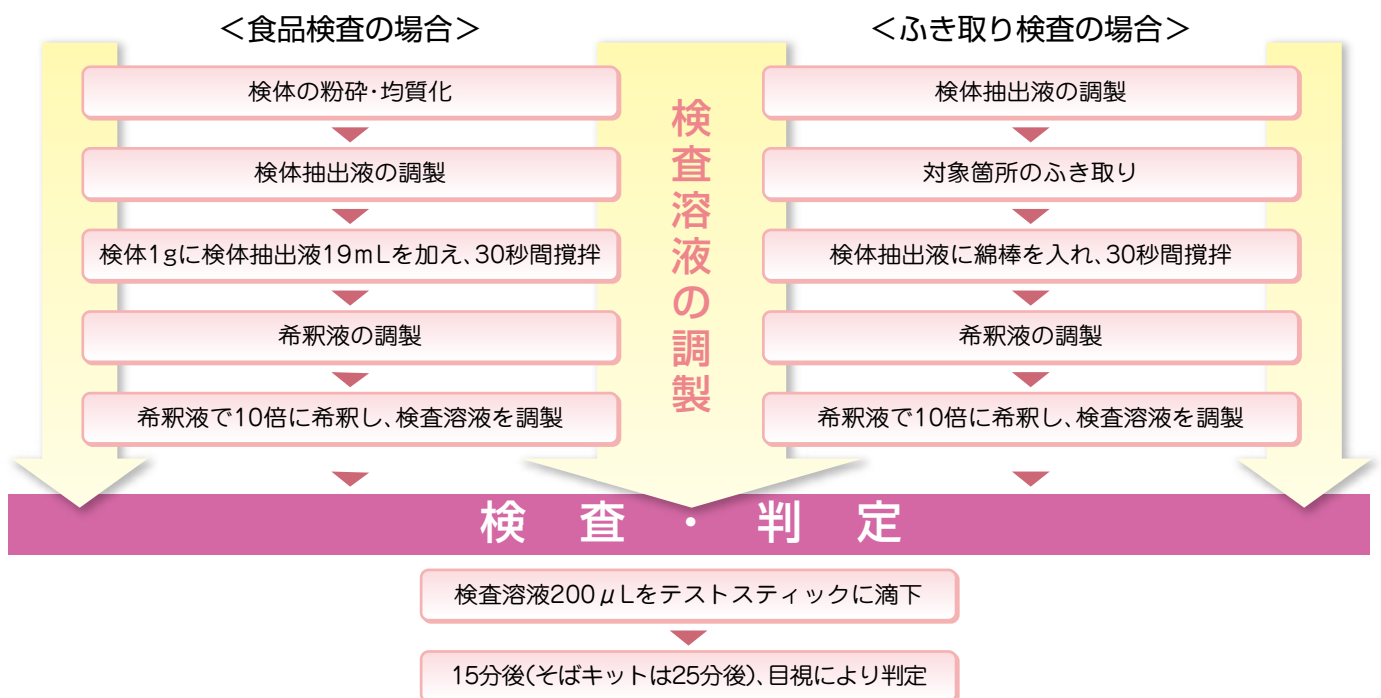 ＜食品検査の場合＞
検体の粉砕・均質化
検体抽出液の調製
検体1gに検体抽出液19mLを加え、30秒間撹拌
希釈液の調製
希釈液で10倍に希釈し、検査溶液を調製
検査溶液の調製
＜ふき取り検査の場合＞
検体抽出液の調製
対象箇所のふき取り
検体抽出液に綿棒を入れ、30秒間撹拌
希釈液の調製
希釈液で10倍に希釈し、検査溶液を調製
検査・判定
検査溶液200μLをテストスティックに滴下
15分後(そばキットは25分後)、目視により判定